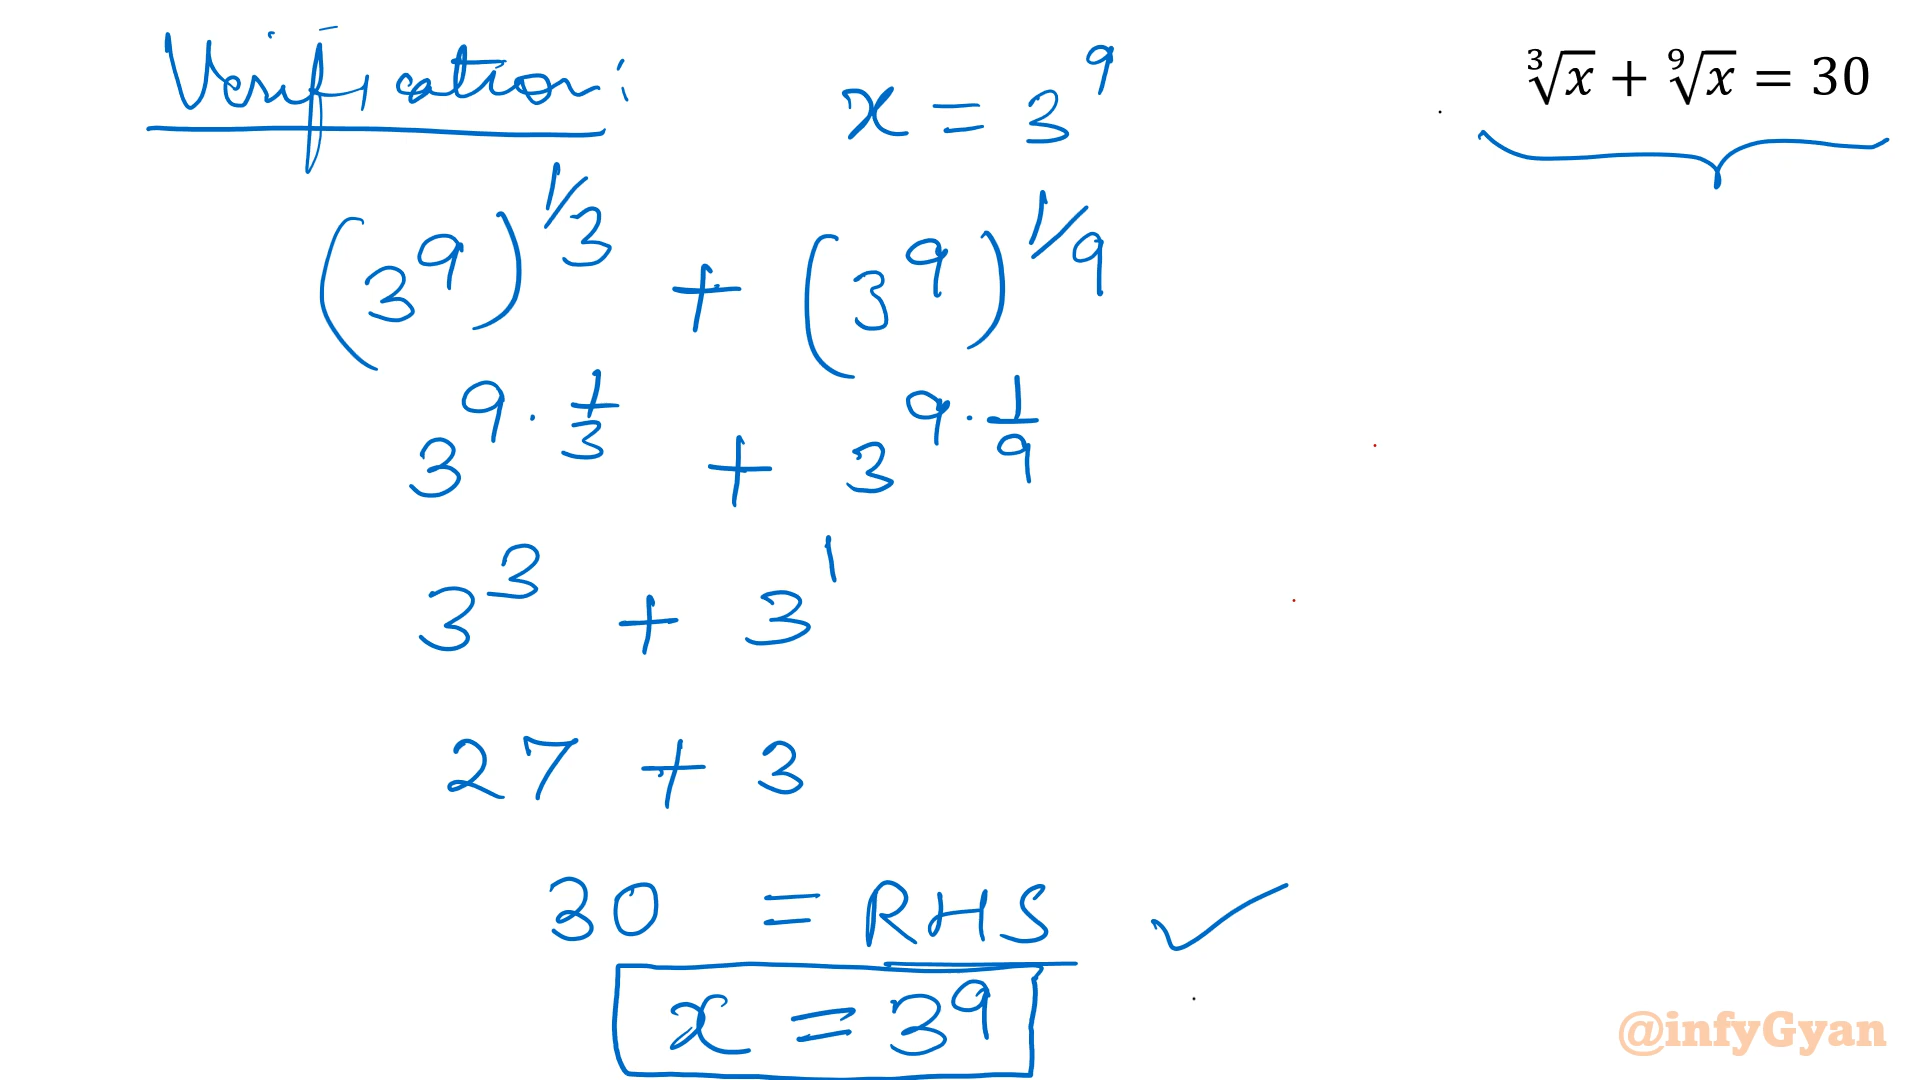 Verification: x = 3^9
∛x + ⁹√x = 30
(3^9)^{1/3} + (3^9)^{1/9}
3^{9·1/3} + 3^{9·1/9}
3^3 + 3^1
27 + 3
30 = RHS ✓
x = 3^9
@infyGyan